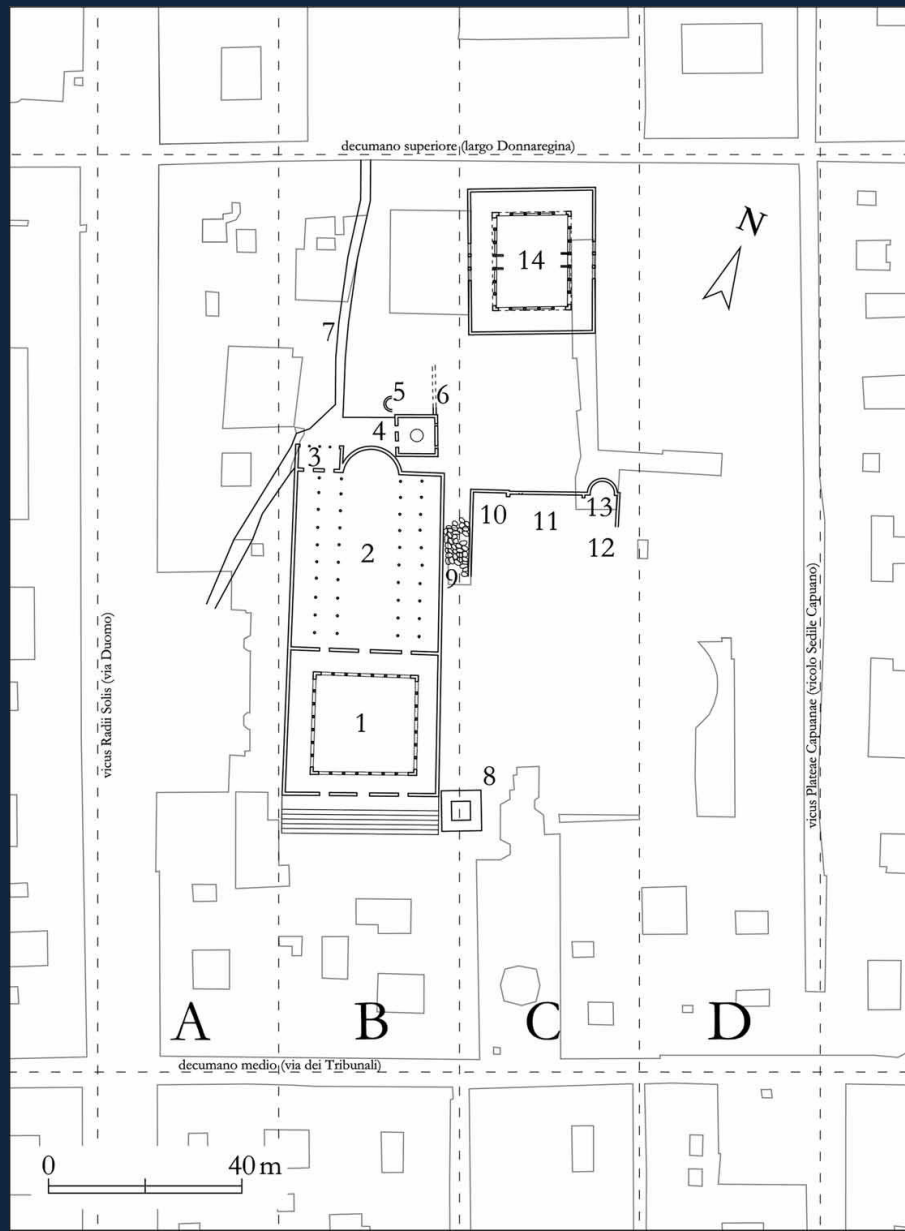 decumano superiore (largo Donnaregina)
N
14
7
5
6
4
3
10
11
13
12
2
9
vicus Radii Solis (via Duomo)
vicus Plateae Capuanae (vicolo Sedile Capuano)
1
8
A
B
C
D
decumano medio (via dei Tribunali)
0
40 m